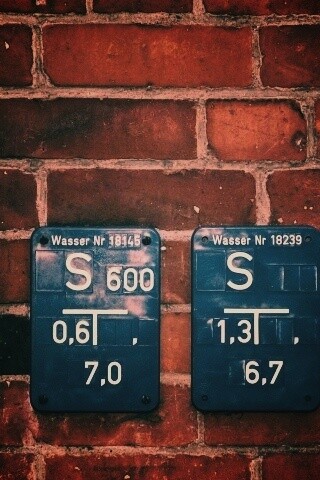 Wasser Nr 18145
S 600
0,6 ,
7,0
Wasser Nr 18239
S
1,3 ,
6,7